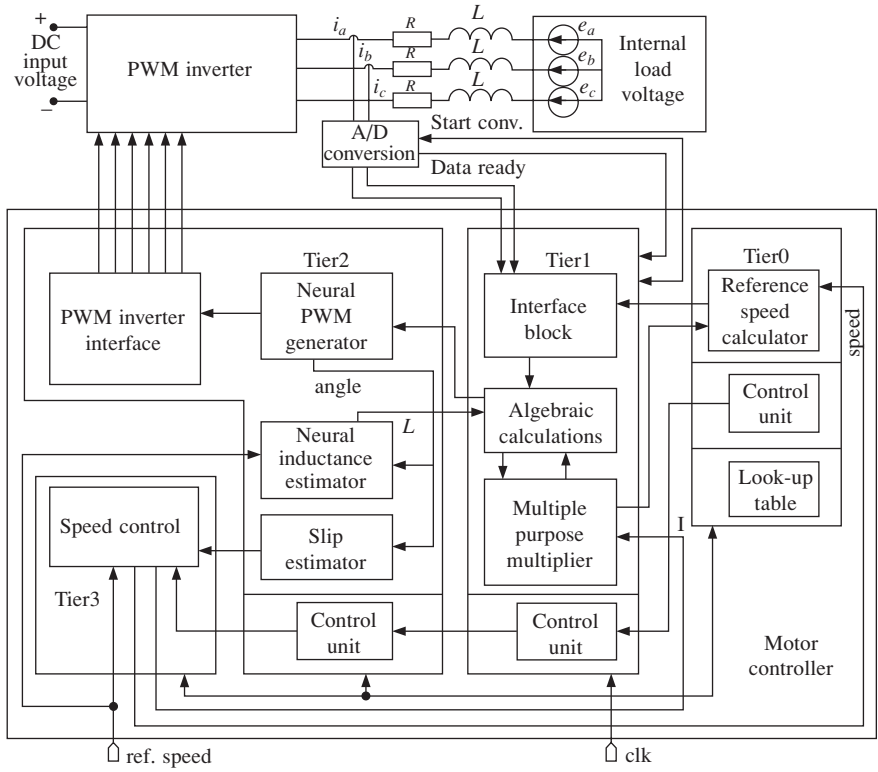 +
DC
input
voltage
−
PWM inverter
i_a
i_b
i_c
R
R
R
L
L
L
e_a
e_b
e_c
Internal
load
voltage
A/D
conversion
Start conv.
Data ready
Tier2
PWM inverter
interface
Neural
PWM
generator
angle
L
Neural
inductance
estimator
Slip
estimator
Control
unit
Speed control
Tier3
Tier1
Interface
block
Algebraic
calculations
Multiple
purpose
multiplier
Control
unit
I
Tier0
Reference
speed
calculator
speed
Control
unit
Look-up
table
Motor
controller
ref. speed
clk